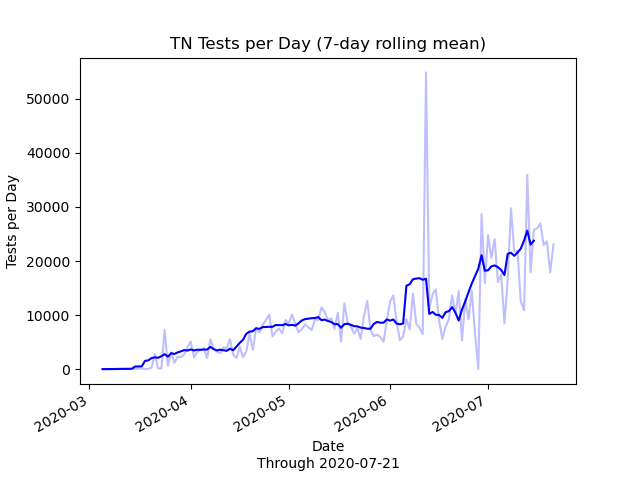 TN Tests per Day (7-day rolling mean)
Tests per Day
50000
40000
30000
20000
10000
0
2020-03
2020-04
2020-05
2020-06
2020-07
Date
Through 2020-07-21